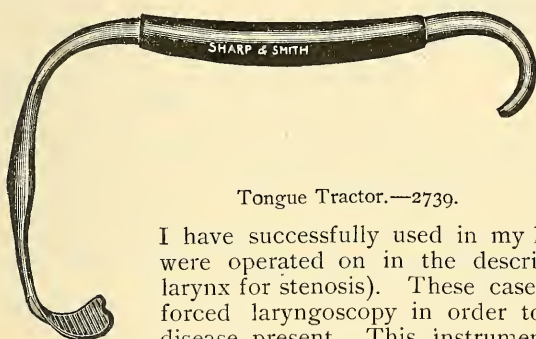 SHARP & SMITH
Tongue Tractor.—2739.
I have successfully used in my
were operated on in the descri
larynx for stenosis). These case
forced laryngoscopy in order to
disease present. This instrumen